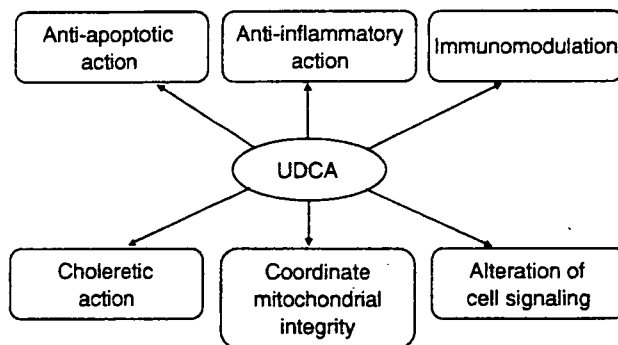 Anti-apoptotic
action
Anti-inflammatory
action
Immunomodulation
UDCA
Choleretic
action
Coordinate
mitochondrial
integrity
Alteration of
cell signaling